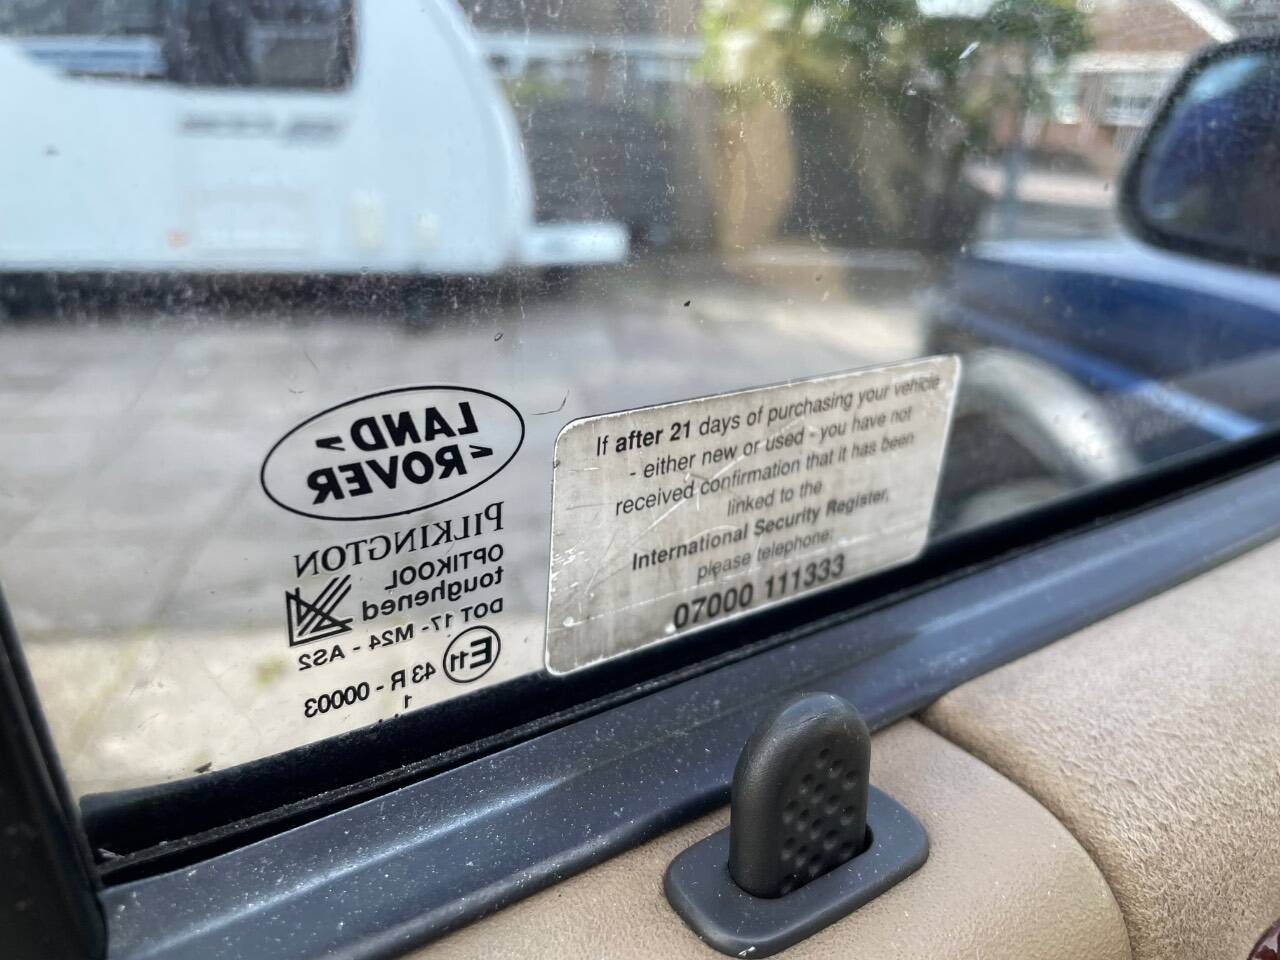 LAND
ROVER
PILKINGTON
OPTIKOOL
toughened
DOT 17 - M24 - AS2
E11 43 R - 00003
1
If after 21 days of purchasing your vehicle
- either new or used - you have not
received confirmation that it has been
linked to the
International Security Register,
please telephone:
07000 111333